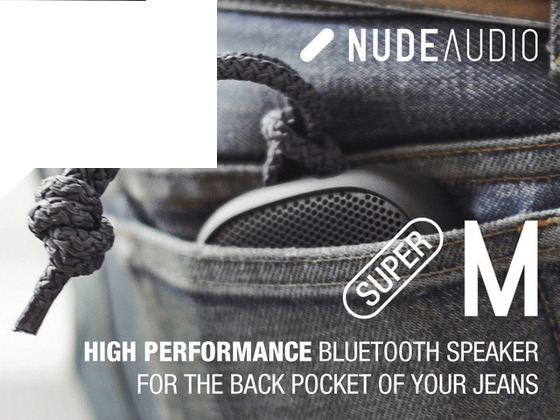 NUDEAUDIO
SUPER M
HIGH PERFORMANCE BLUETOOTH SPEAKER
FOR THE BACK POCKET OF YOUR JEANS